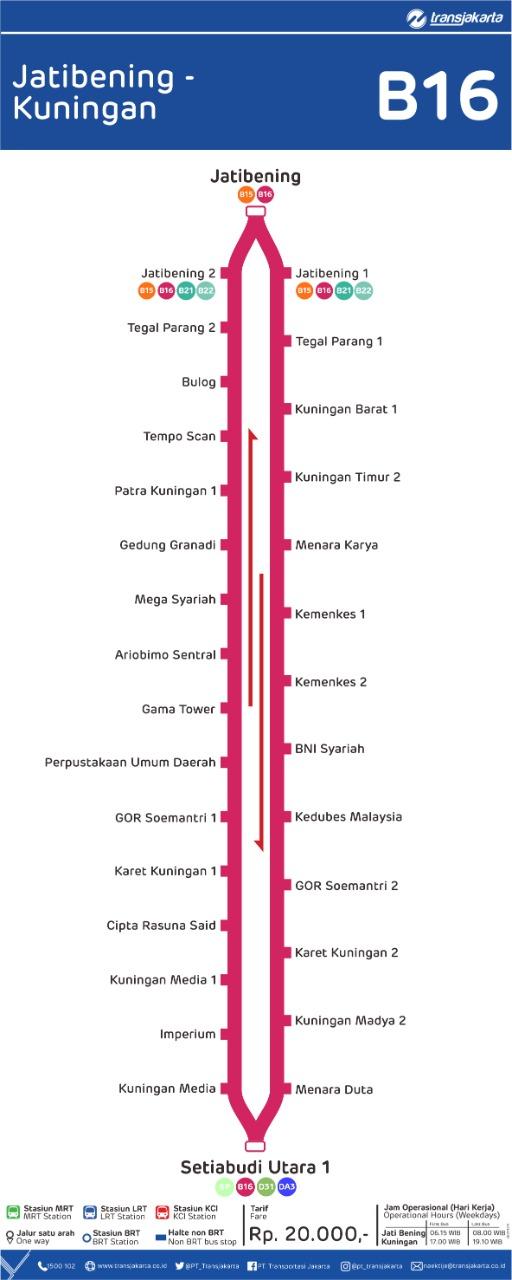 transjakarta
Jatibening -
Kuningan
B16
Jatibening
B15 B16
Jatibening 2
B15 B16 B21 B22
Jatibening 1
B15 B16 B21 B22
Tegal Parang 2
Tegal Parang 1
Bulog
Kuningan Barat 1
Tempo Scan
Kuningan Timur 2
Patra Kuningan 1
Gedung Granadi
Menara Karya
Mega Syariah
Kemenkes 1
Ariobimo Sentral
Kemenkes 2
Gama Tower
BNI Syariah
Perpustakaan Umum Daerah
GOR Soemantri 1
Kedubes Malaysia
Karet Kuningan 1
GOR Soemantri 2
Cipta Rasuna Said
Karet Kuningan 2
Kuningan Media 1
Kuningan Madya 2
Imperium
Kuningan Media
Menara Duta
Setiabudi Utara 1
B16 D31 DA3
Stasiun MRT
MRT Station
Stasiun LRT
LRT Station
Stasiun KCI
KCI Station
Jalur satu arah
One way
Stasiun BRT
BRT Station
Halte non BRT
Non BRT bus stop
Tarif
Fare
Rp. 20.000,-
Jam Operasional (Hari Kerja)
Operational Hours (Weekdays)
First Bus Last Bus
Jati Bening 06.15 WIB 08.00 WIB
Kuningan 17.00 WIB 19.10 WIB
1500 102 www.transjakarta.co.id @PT_Transjakarta PT Transportasi Jakarta @pt_transjakarta naektije@transjakarta.co.id